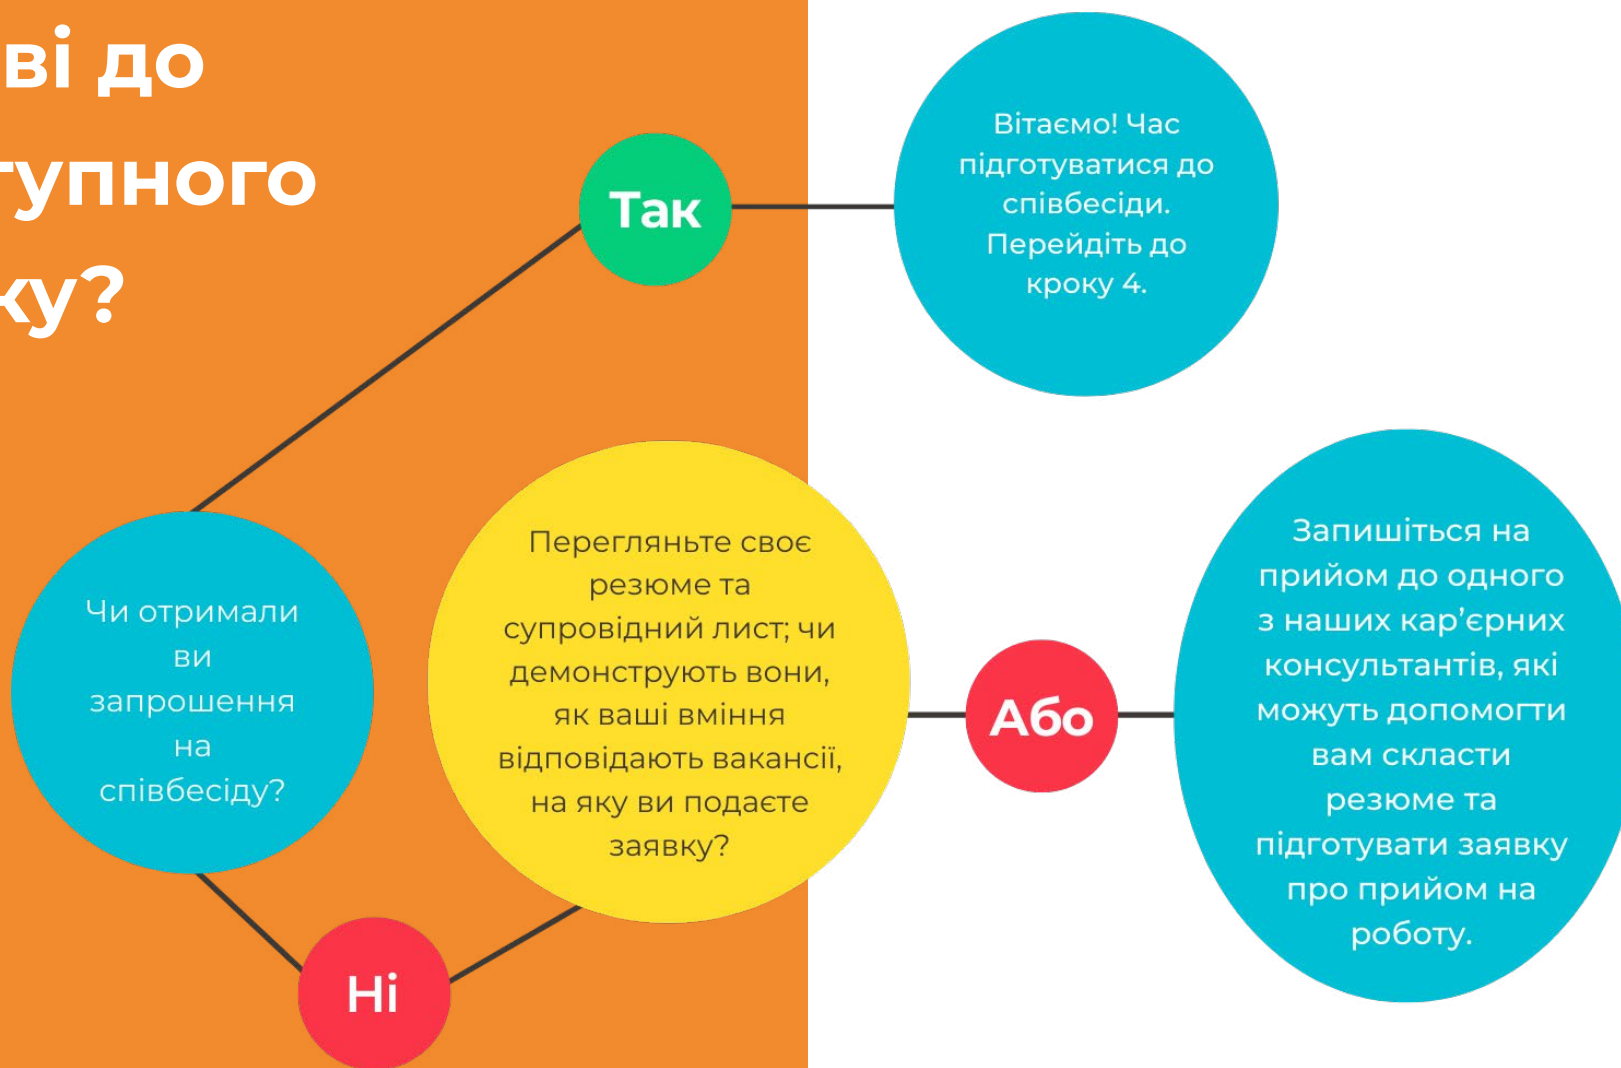 ві до
тупного
ку?
Так
Вітаємо! Час
підготуватися до
співбесіди.
Перейдіть до
кроку 4.
Чи отримали
ви
запрошення
на
співбесіду?
Ні
Перегляньте своє
резюме та
супровідний лист; чи
демонструють вони,
як ваші вміння
відповідають вакансії,
на яку ви подаєте
заявку?
Або
Запишіться на
прийом до одного
з наших кар’єрних
консультантів, які
можуть допомогти
вам скласти
резюме та
підготувати заявку
про прийом на
роботу.